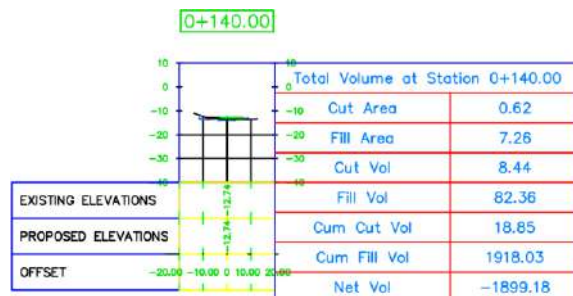 0+140.00
10 10
0 0
-10 -10
-20 -20
-30 -30
-40 -40
Total Volume at Station 0+140.00
Cut Area 0.62
Fill Area 7.26
Cut Vol 8.44
Fill Vol 82.36
Cum Cut Vol 18.85
Cum Fill Vol 1918.03
Net Vol -1899.18
EXISTING ELEVATIONS -12.74
PROPOSED ELEVATIONS -12.74
OFFSET -20.00 -10.00 0 10.00 20.00